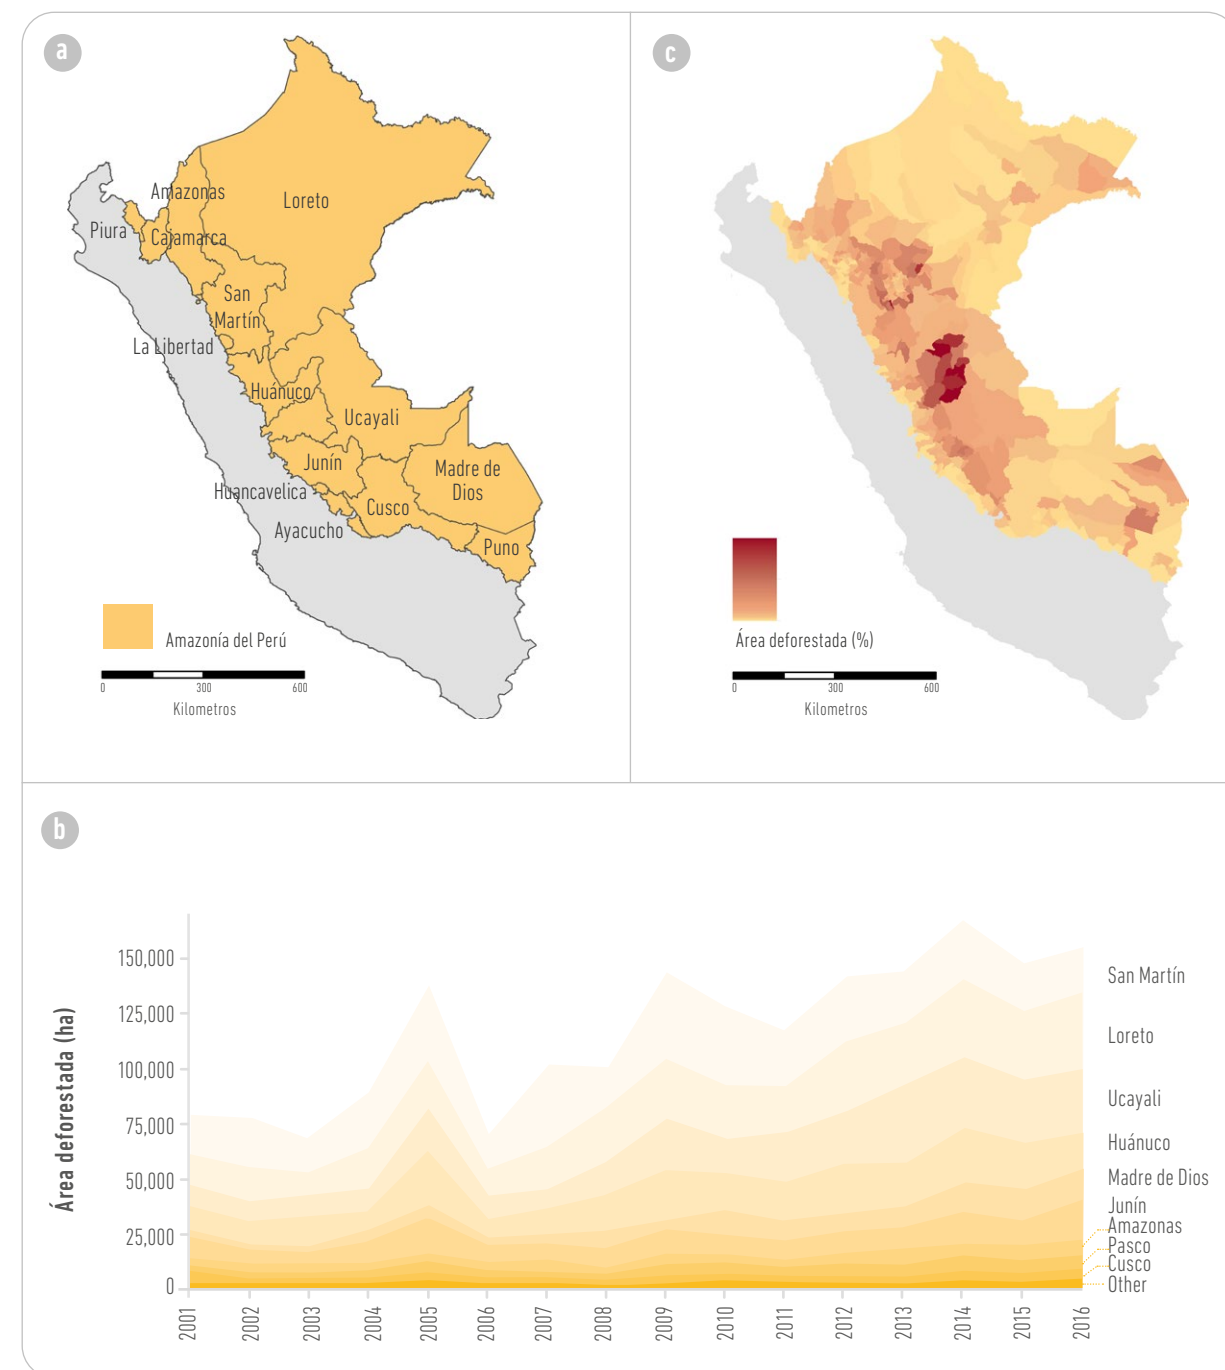 a
Amazonas
Loreto
Piura
Cajamarca
San
Martín
La Libertad
Huánuco
Ucayali
Junín
Madre de
Dios
Huancavelica
Cusco
Ayacucho
Puno
Amazonía del Perú
0 300 600
Kilometros
c
Área deforestada (%)
0 300 600
Kilometros
b
Área deforestada (ha)
150,000
125,000
100,000
75,000
50,000
25,000
0
2001 2002 2003 2004 2005 2006 2007 2008 2009 2010 2011 2012 2013 2014 2015 2016
San Martín
Loreto
Ucayali
Huánuco
Madre de Dios
Junín
Amazonas
Pasco
Cusco
Other